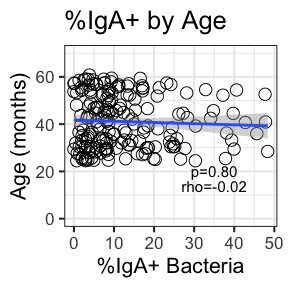 %IgA+ by Age
Age (months)
60
40
20
0
p=0.80
rho=-0.02
0 10 20 30 40 50
%IgA+ Bacteria